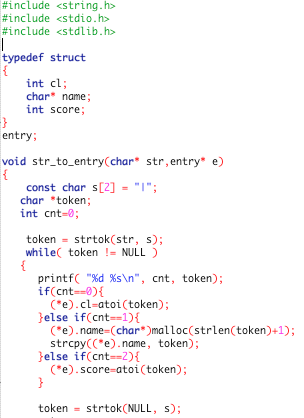 #include <string.h>
#include <stdio.h>
#include <stdlib.h>
typedef struct
{
int cl;
char* name;
int score;
}
entry;
void str_to_entry(char* str,entry* e)
{
const char s[2] = "|";
char *token;
int cnt=0;
token = strtok(str, s);
while( token != NULL )
{
printf( "%d %s\n", cnt, token);
if(cnt==0){
(*e).cl=atoi(token);
}else if(cnt==1){
(*e).name=(char*)malloc(strlen(token)+1);
strcpy((*e).name, token);
}else if(cnt==2){
(*e).score=atoi(token);
}
token = strtok(NULL, s);